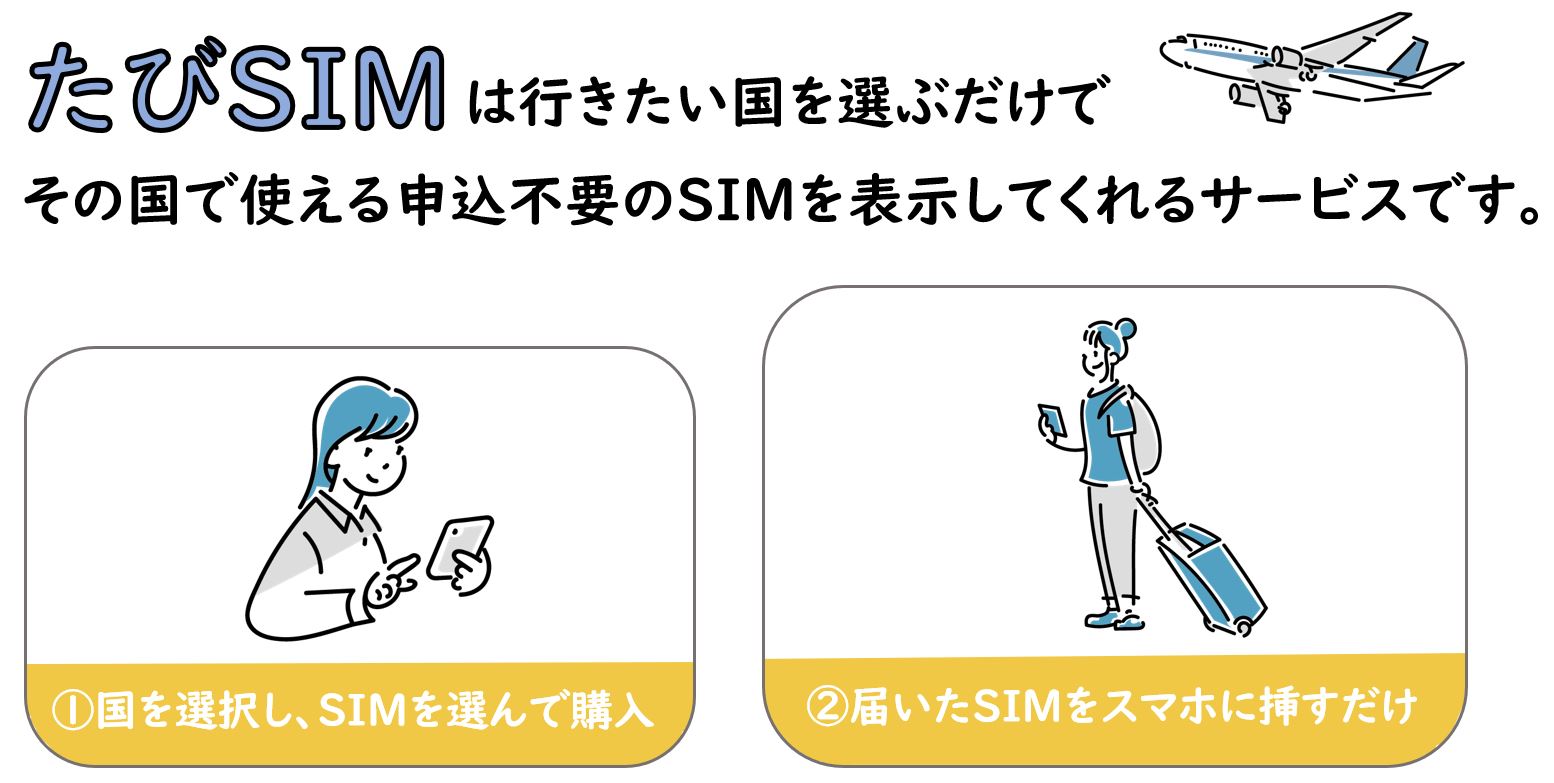 たびSIMは行きたい国を選ぶだけで
その国で使える申込不要のSIMを表示してくれるサービスです。
①国を選択し、SIMを選んで購入
②届いたSIMをスマホに挿すだけ